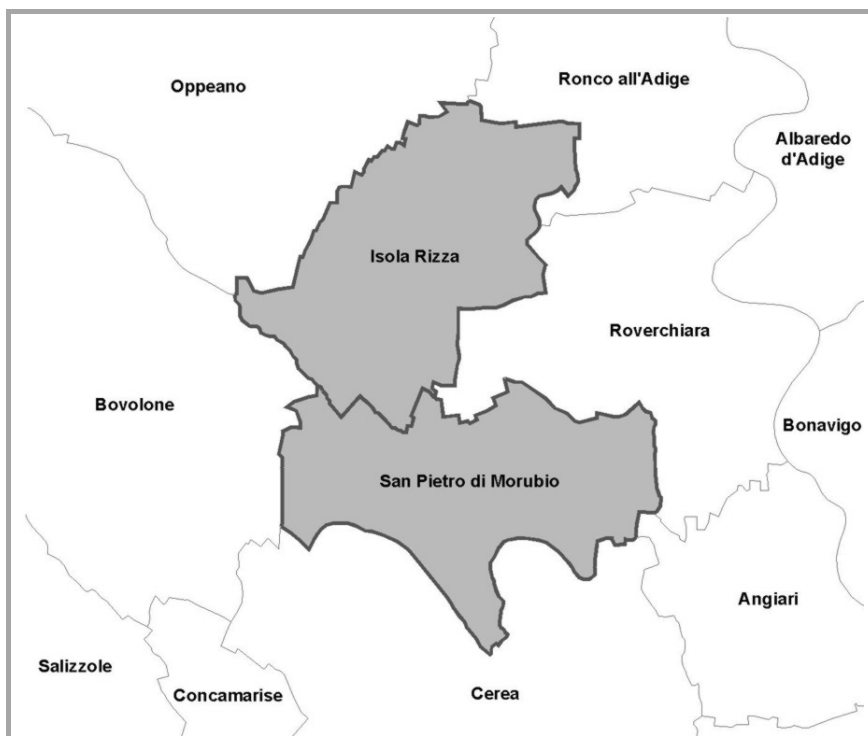 Oppeano
Ronco all'Adige
Albaredo
d'Adige
Isola Rizza
Roverchiara
Bovolone
Bonavigo
San Pietro di Morubio
Angiari
Salizzole
Concamarise
Cerea